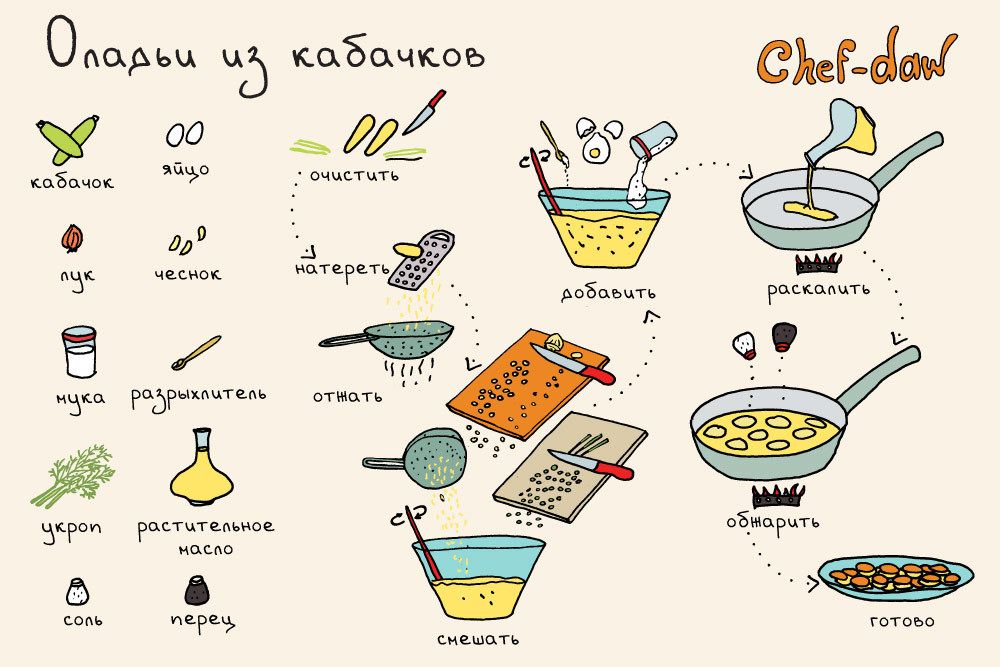 Оладьи из кабачков
Chef-daw
кабачок
яйцо
лук
чеснок
мука
разрыхлитель
укроп
растительное
масло
соль
перец
очистить
натереть
отжать
смешать
добавить
раскалить
обжарить
готово